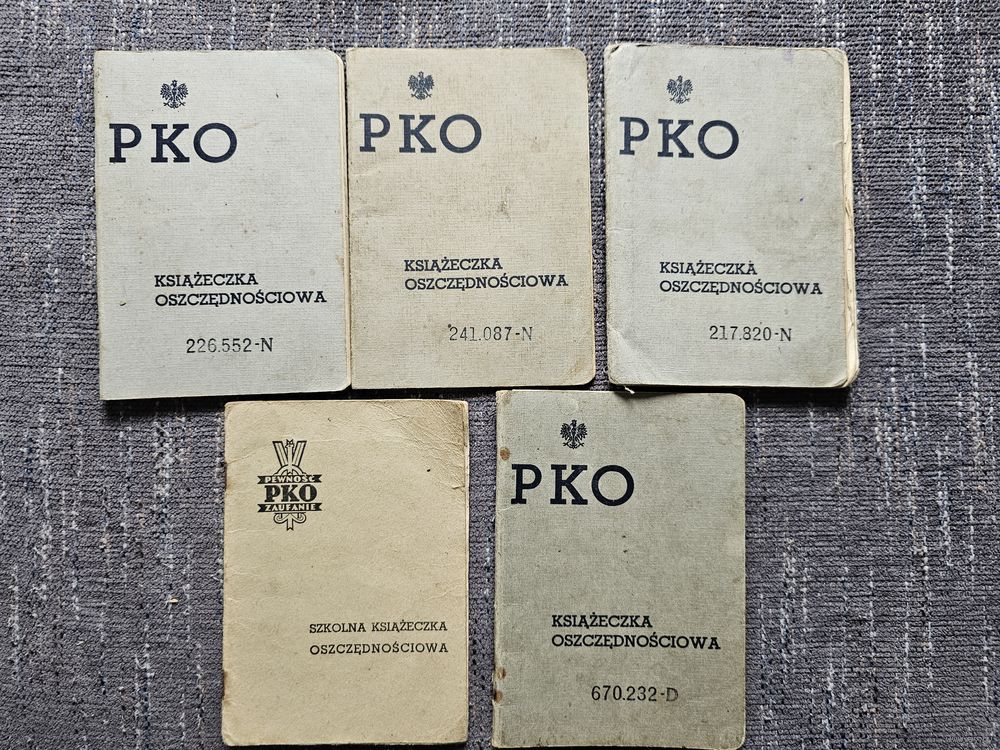 PKO
KSIĄŻECZKA
OSZCZĘDNOŚCIOWA
226.552-N
PKO
KSIĄŻECZKA
OSZCZĘDNOŚCIOWA
241.087-N
PKO
KSIĄŻECZKA
OSZCZĘDNOŚCIOWA
217.820-N
PEWNOŚĆ
PKO
ZAUFANIE
SZKOLNA KSIĄŻECZKA
OSZCZĘDNOŚCIOWA
PKO
KSIĄŻECZKA
OSZCZĘDNOŚCIOWA
670.232-D